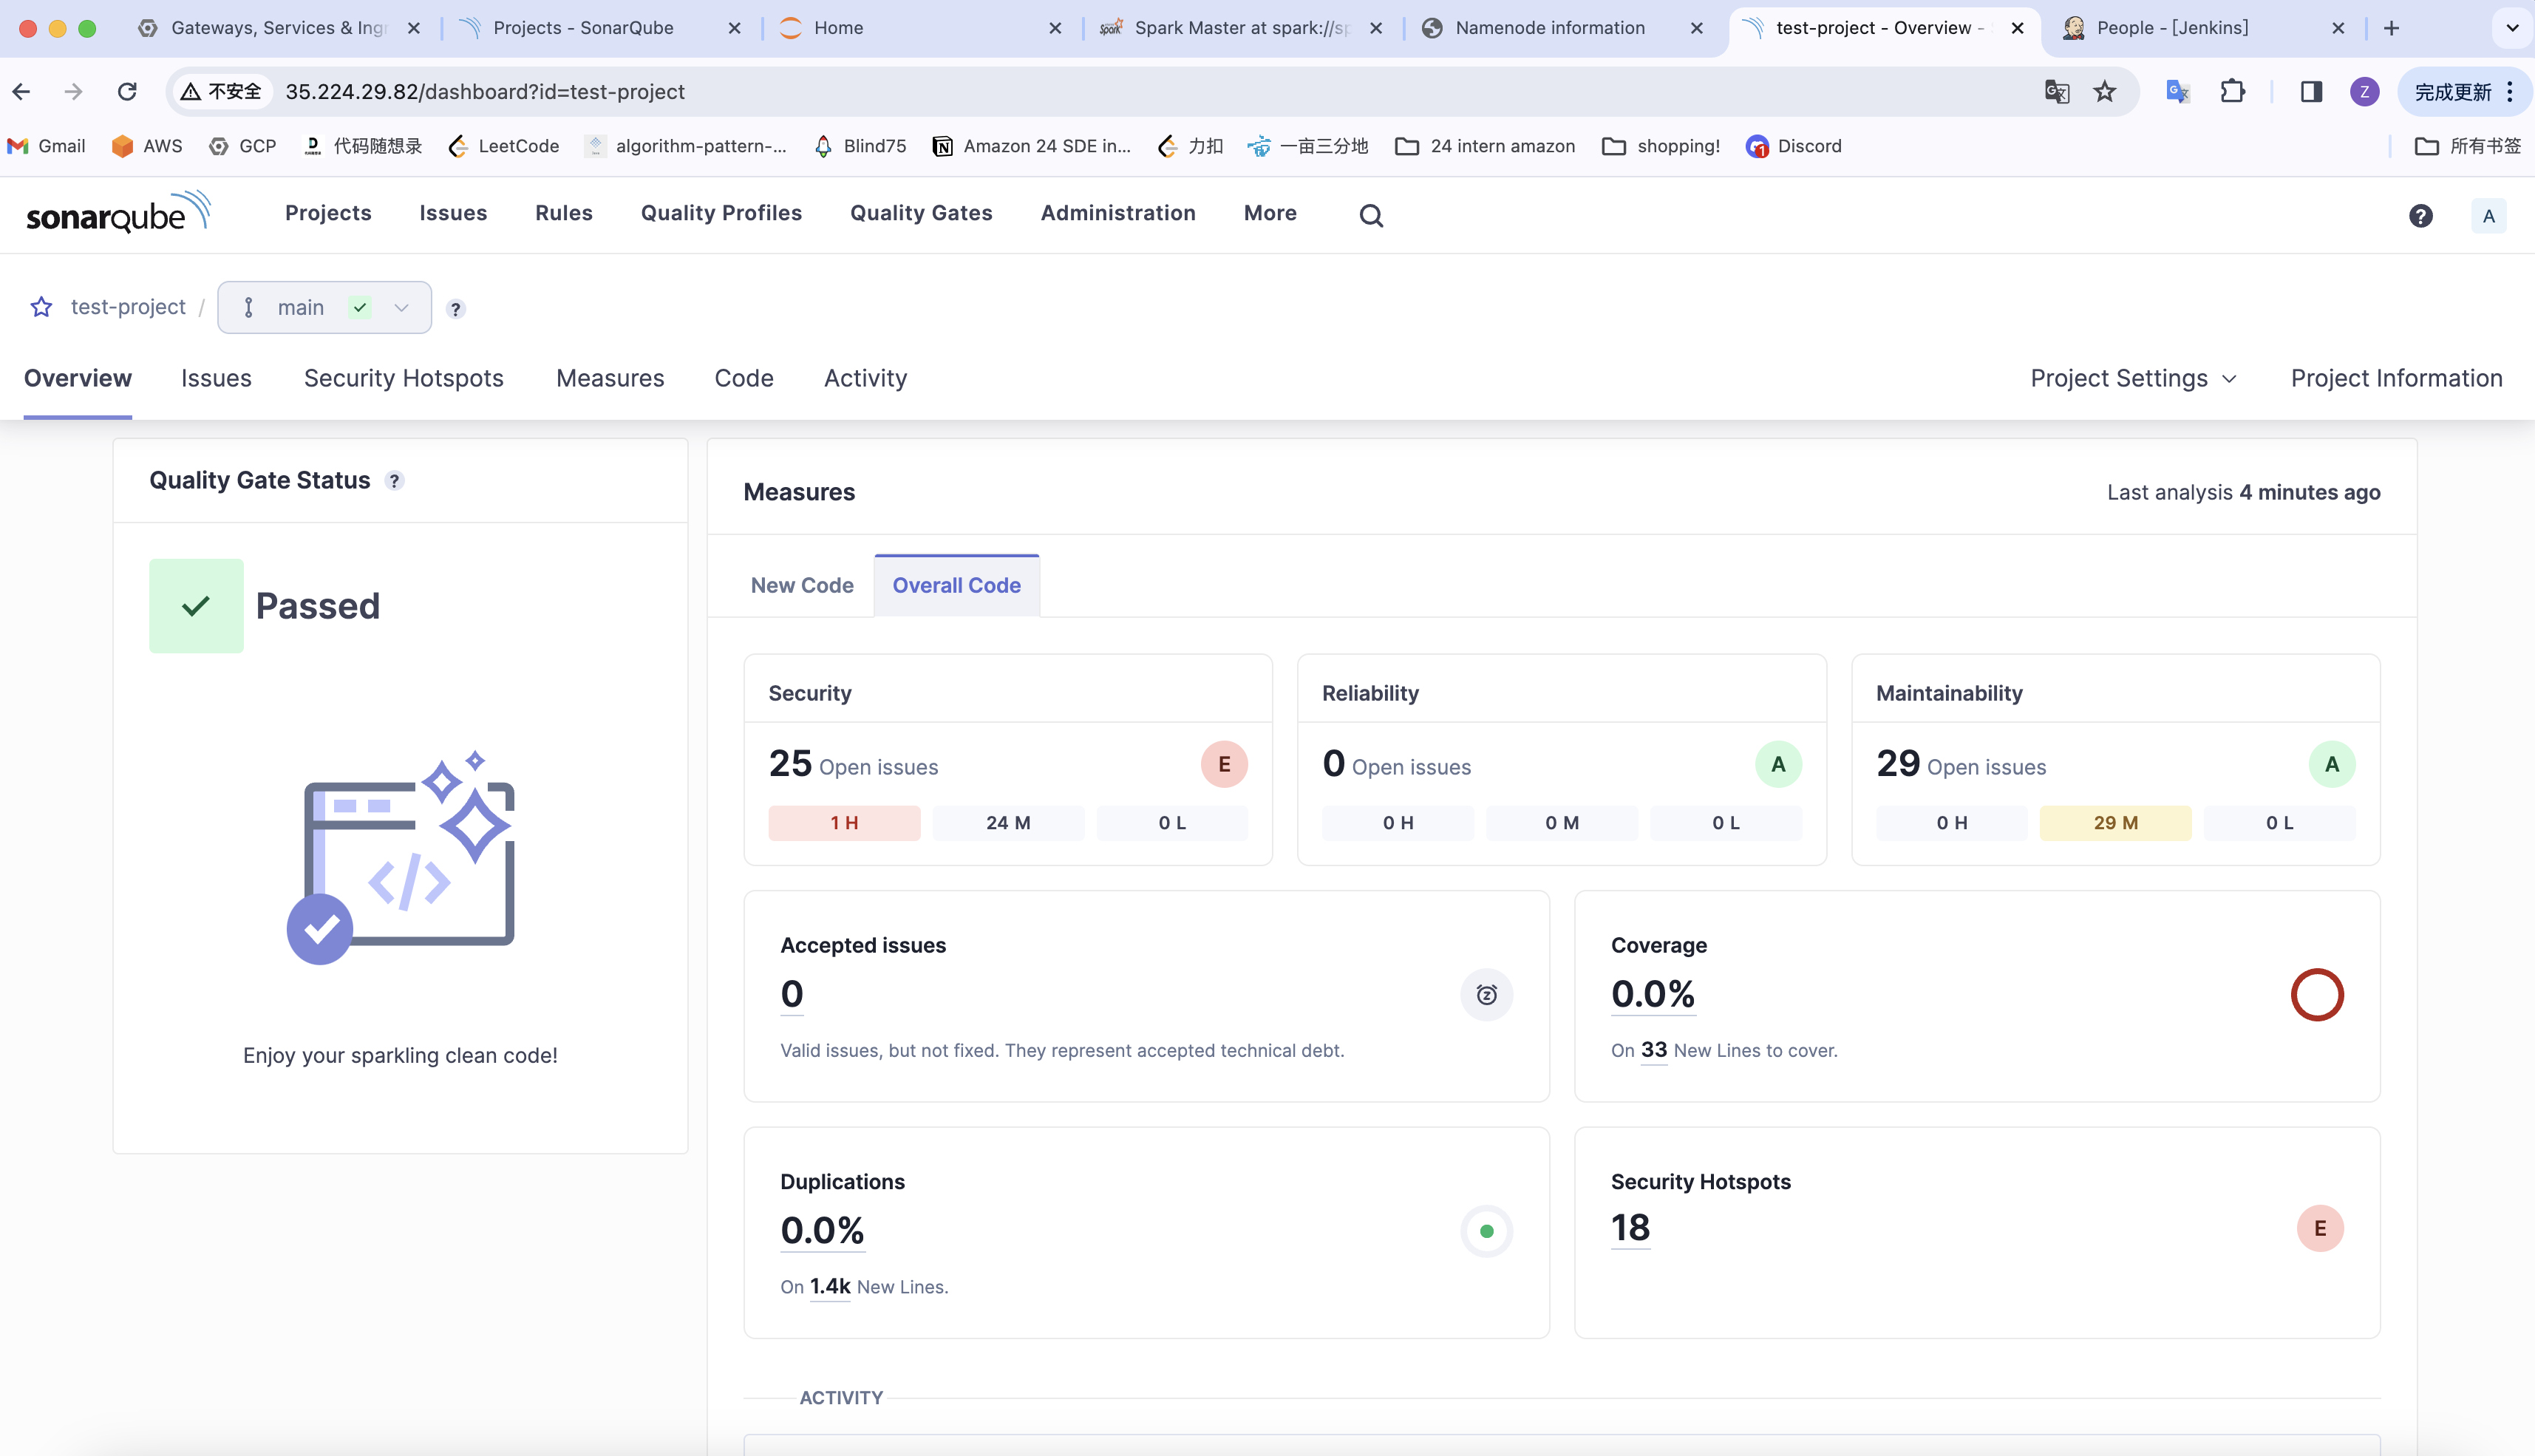 Gateways, Services & Ingr
Projects - SonarQube
Home
Spark Master at spark://sp
Namenode information
test-project - Overview -
People - [Jenkins]
不安全
35.224.29.82/dashboard?id=test-project
Z
完成更新
Gmail
AWS
GCP
代码随想录
LeetCode
algorithm-pattern-...
Blind75
Amazon 24 SDE in...
力扣
一亩三分地
24 intern amazon
shopping!
1
Discord
所有书签
sonarqube
Projects
Issues
Rules
Quality Profiles
Quality Gates
Administration
More
?
A
test-project /
main
?
Overview
Issues
Security Hotspots
Measures
Code
Activity
Project Settings
Project Information
Quality Gate Status ?
Passed
Enjoy your sparkling clean code!
Measures
Last analysis 4 minutes ago
New Code
Overall Code
Security
25 Open issues
E
1 H
24 M
0 L
Reliability
0 Open issues
A
0 H
0 M
0 L
Maintainability
29 Open issues
A
0 H
29 M
0 L
Accepted issues
0
Valid issues, but not fixed. They represent accepted technical debt.
Coverage
0.0%
On 33 New Lines to cover.
Duplications
0.0%
On 1.4k New Lines.
Security Hotspots
18
E
ACTIVITY